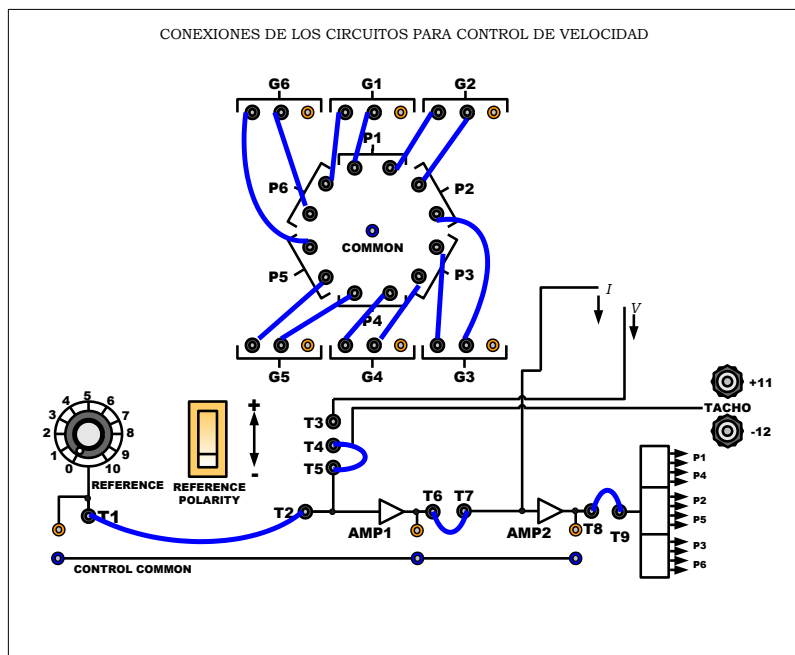 CONEXIONES DE LOS CIRCUITOS PARA CONTROL DE VELOCIDAD
G6 G1 G2
P1
P6 P2
COMMON
P5 P3
P4
G5 G4 G3
I
V
+11
TACHO
-12
0 1 2 3 4 5 6 7 8 9 10
REFERENCE
+
-
REFERENCE
POLARITY
T3
T4
T5
T1
T2
AMP1
T6 T7
AMP2
T8 T9
P1
P4
P2
P5
P3
P6
CONTROL COMMON